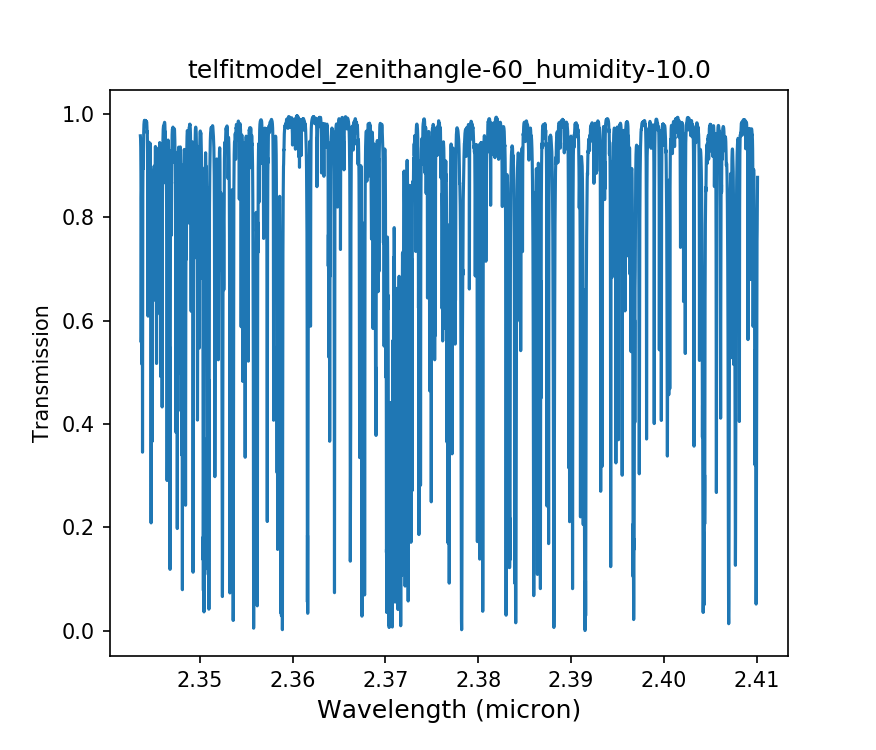 telfitmodel_zenithangle-60_humidity-10.0
1.0
0.8
0.6
0.4
0.2
0.0
Transmission
2.35 2.36 2.37 2.38 2.39 2.40 2.41
Wavelength (micron)